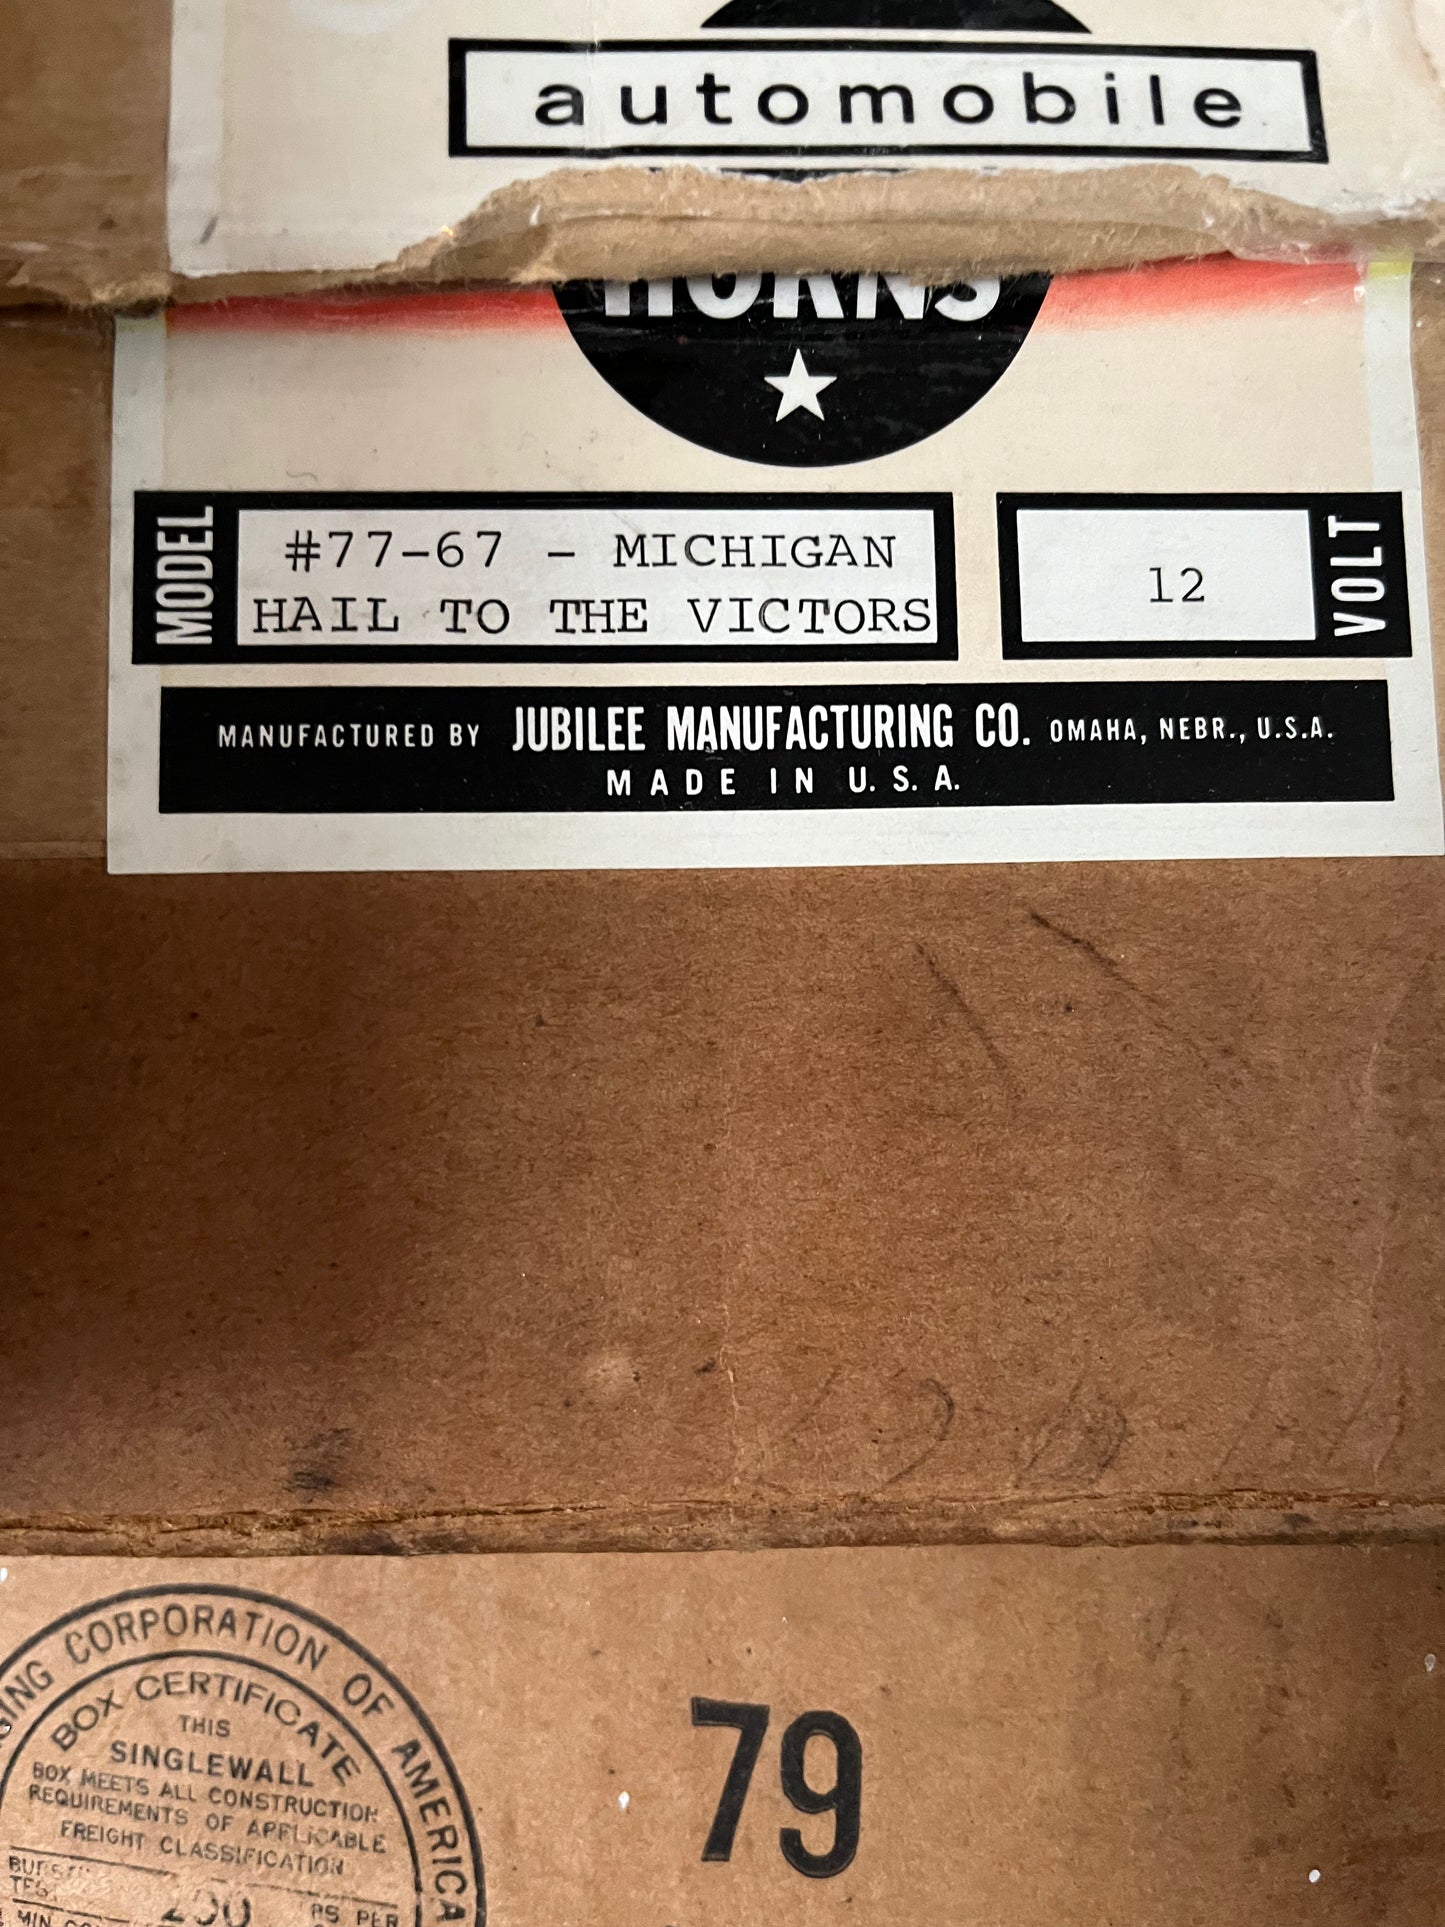 automobile
HORNS
MODEL
#77-67 - MICHIGAN
HAIL TO THE VICTORS
12
VOLT
MANUFACTURED BY JUBILEE MANUFACTURING CO. OMAHA, NEBR., U.S.A.
MADE IN U.S.A.
CORPORATION OF AMERICA
BOX CERTIFICATE
THIS
SINGLEWALL
BOX MEETS ALL CONSTRUCTION
REQUIREMENTS OF APPLICABLE
FREIGHT CLASSIFICATION
PER
MIN
79